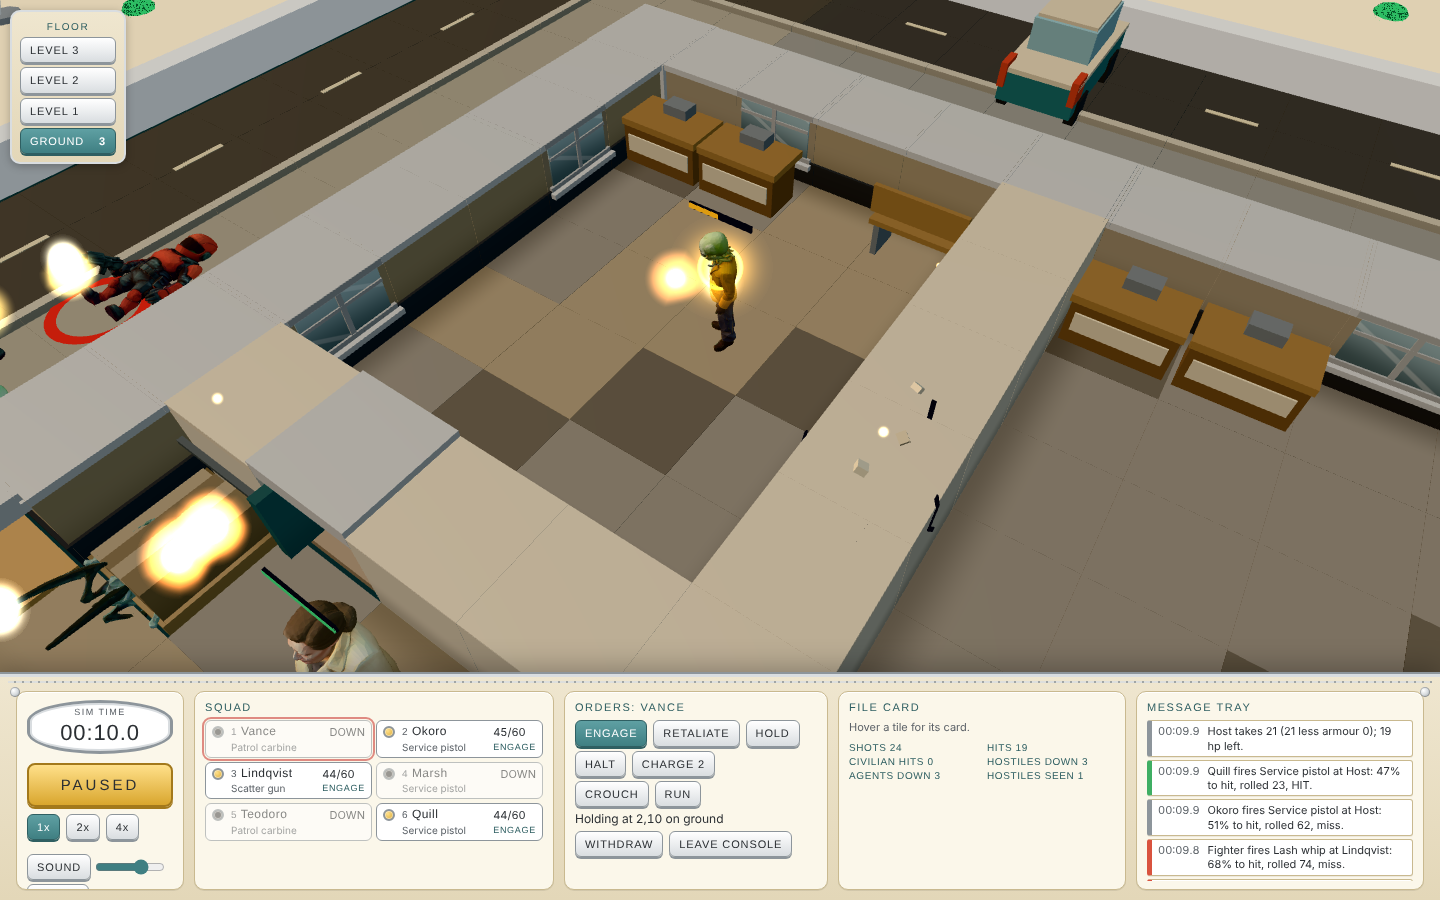 FLOOR
LEVEL 3
LEVEL 2
LEVEL 1
GROUND 3
SIM TIME
00:10.0
PAUSED
1x 2x 4x
SOUND
SQUAD
1 Vance DOWN
Patrol carbine
2 Okoro 45/60
Service pistol ENGAGE
3 Lindqvist 44/60
Scatter gun ENGAGE
4 Marsh DOWN
Service pistol
5 Teodoro DOWN
Patrol carbine
6 Quill 44/60
Service pistol ENGAGE
ORDERS: VANCE
ENGAGE RETALIATE HOLD
HALT CHARGE 2
CROUCH RUN
Holding at 2,10 on ground
WITHDRAW LEAVE CONSOLE
FILE CARD
Hover a tile for its card.
SHOTS 24 HITS 19
CIVILIAN HITS 0 HOSTILES DOWN 3
AGENTS DOWN 3 HOSTILES SEEN 1
MESSAGE TRAY
00:09.9 Host takes 21 (21 less armour 0); 19
hp left.
00:09.9 Quill fires Service pistol at Host: 47%
to hit, rolled 23, HIT.
00:09.9 Okoro fires Service pistol at Host:
51% to hit, rolled 62, miss.
00:09.8 Fighter fires Lash whip at Lindqvist:
68% to hit, rolled 74, miss.